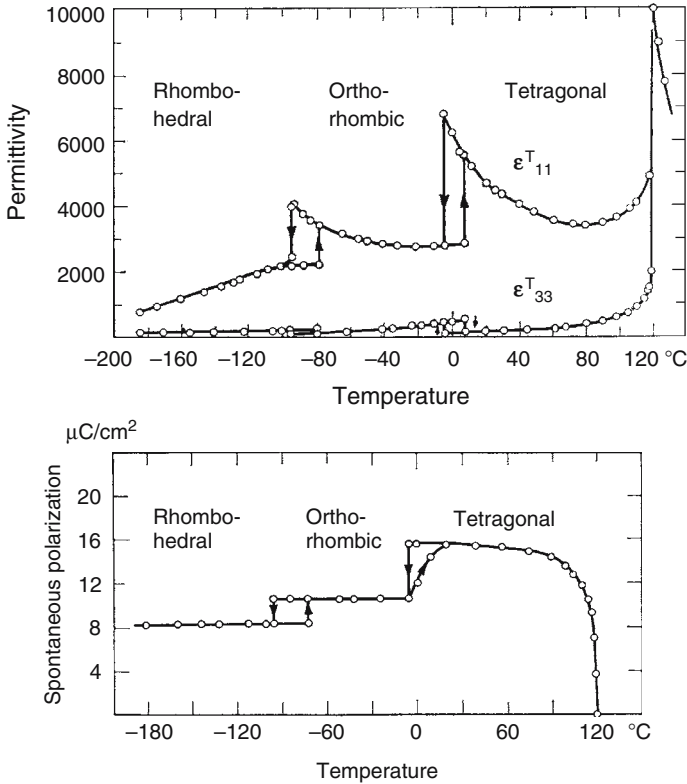 10000
8000
6000
4000
2000
Permittivity
Rhombo-
hedral
Ortho-
rhombic
Tetragonal
ε^T_11
ε^T_33
−200 −160 −120 −80 −40 0 40 80 120 °C
Temperature
μC/cm²
20
16
12
8
4
Spontaneous polarization
Rhombo-
hedral
Ortho-
rhombic
Tetragonal
−180 −120 −60 0 60 120 °C
Temperature